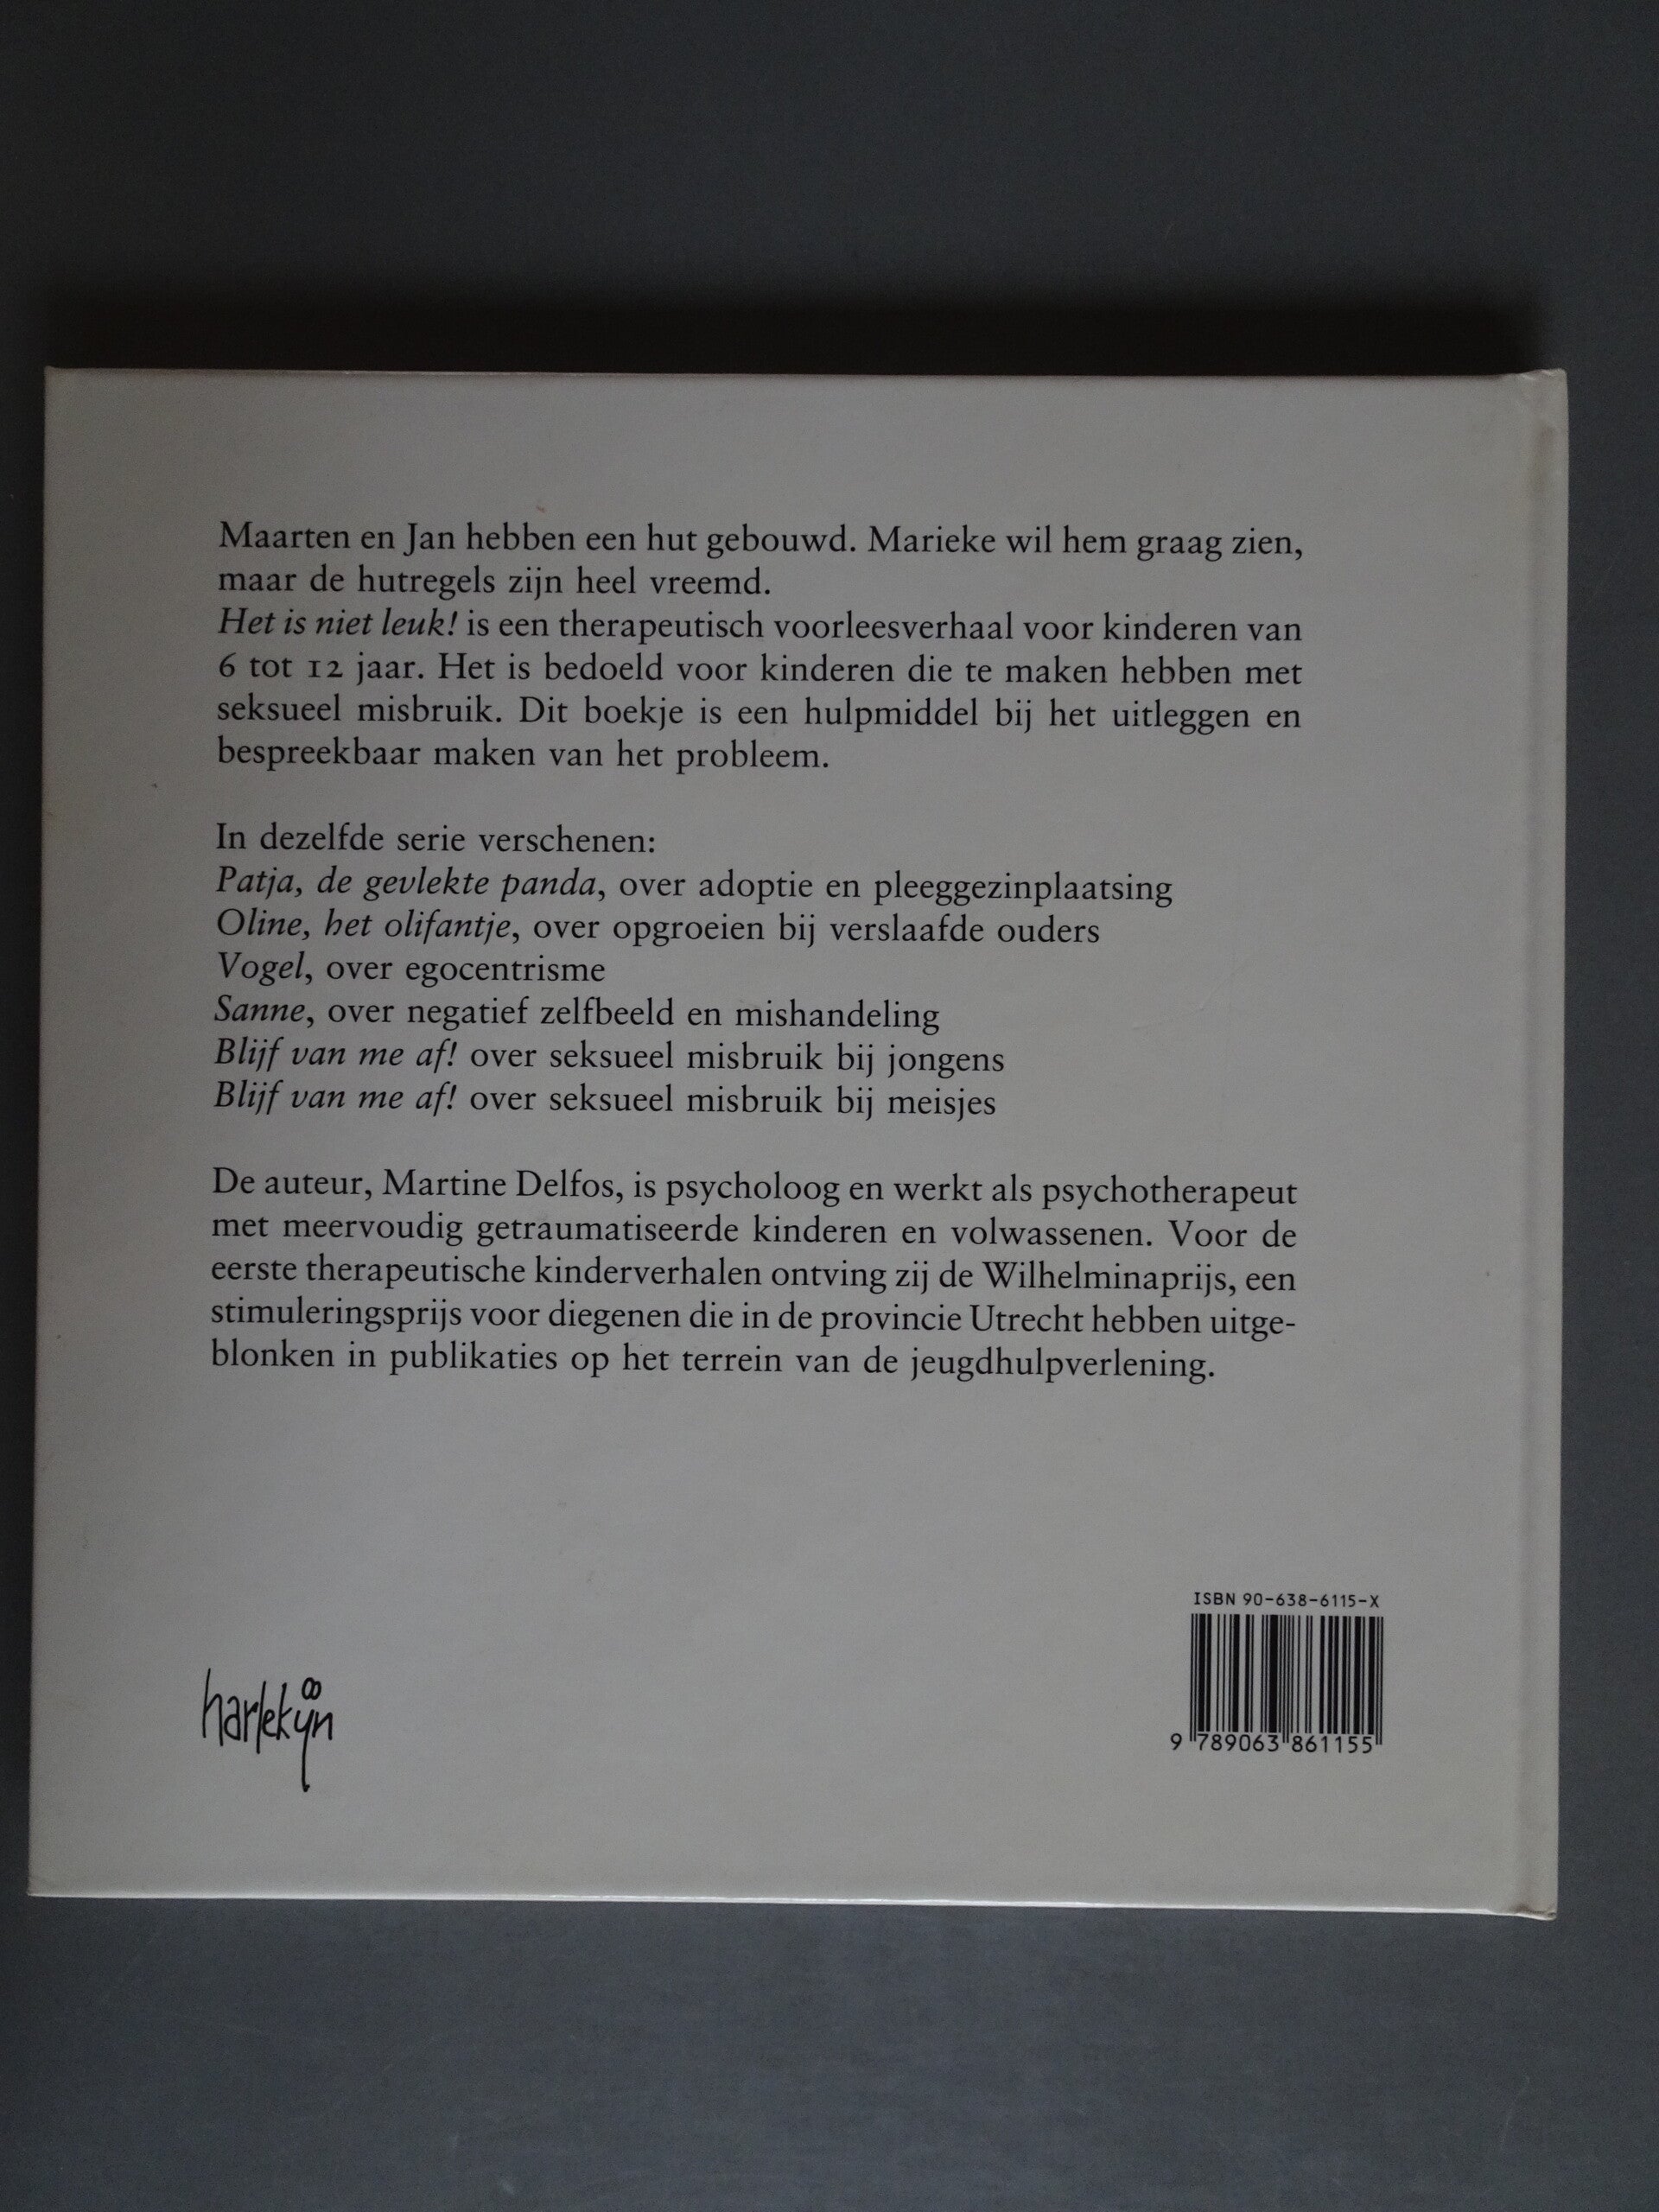 Maarten en Jan hebben een hut gebouwd. Marieke wil hem graag zien,
maar de hutregels zijn heel vreemd.
Het is niet leuk! is een therapeutisch voorleesverhaal voor kinderen van
6 tot 12 jaar. Het is bedoeld voor kinderen die te maken hebben met
seksueel misbruik. Dit boekje is een hulpmiddel bij het uitleggen en
bespreekbaar maken van het probleem.
In dezelfde serie verschenen:
Patja, de gevlekte panda, over adoptie en pleeggezinplaatsing
Oline, het olifantje, over opgroeien bij verslaafde ouders
Vogel, over egocentrisme
Sanne, over negatief zelfbeeld en mishandeling
Blijf van me af! over seksueel misbruik bij jongens
Blijf van me af! over seksueel misbruik bij meisjes
De auteur, Martine Delfos, is psycholoog en werkt als psychotherapeut
met meervoudig getraumatiseerde kinderen en volwassenen. Voor de
eerste therapeutische kinderverhalen ontving zij de Wilhelminaprijs, een
stimuleringsprijs voor diegenen die in de provincie Utrecht hebben uitge-
blonken in publikaties op het terrein van de jeugdhulpverlening.
ISBN 90-638-6115-X
9 789063 861155
harlekijn